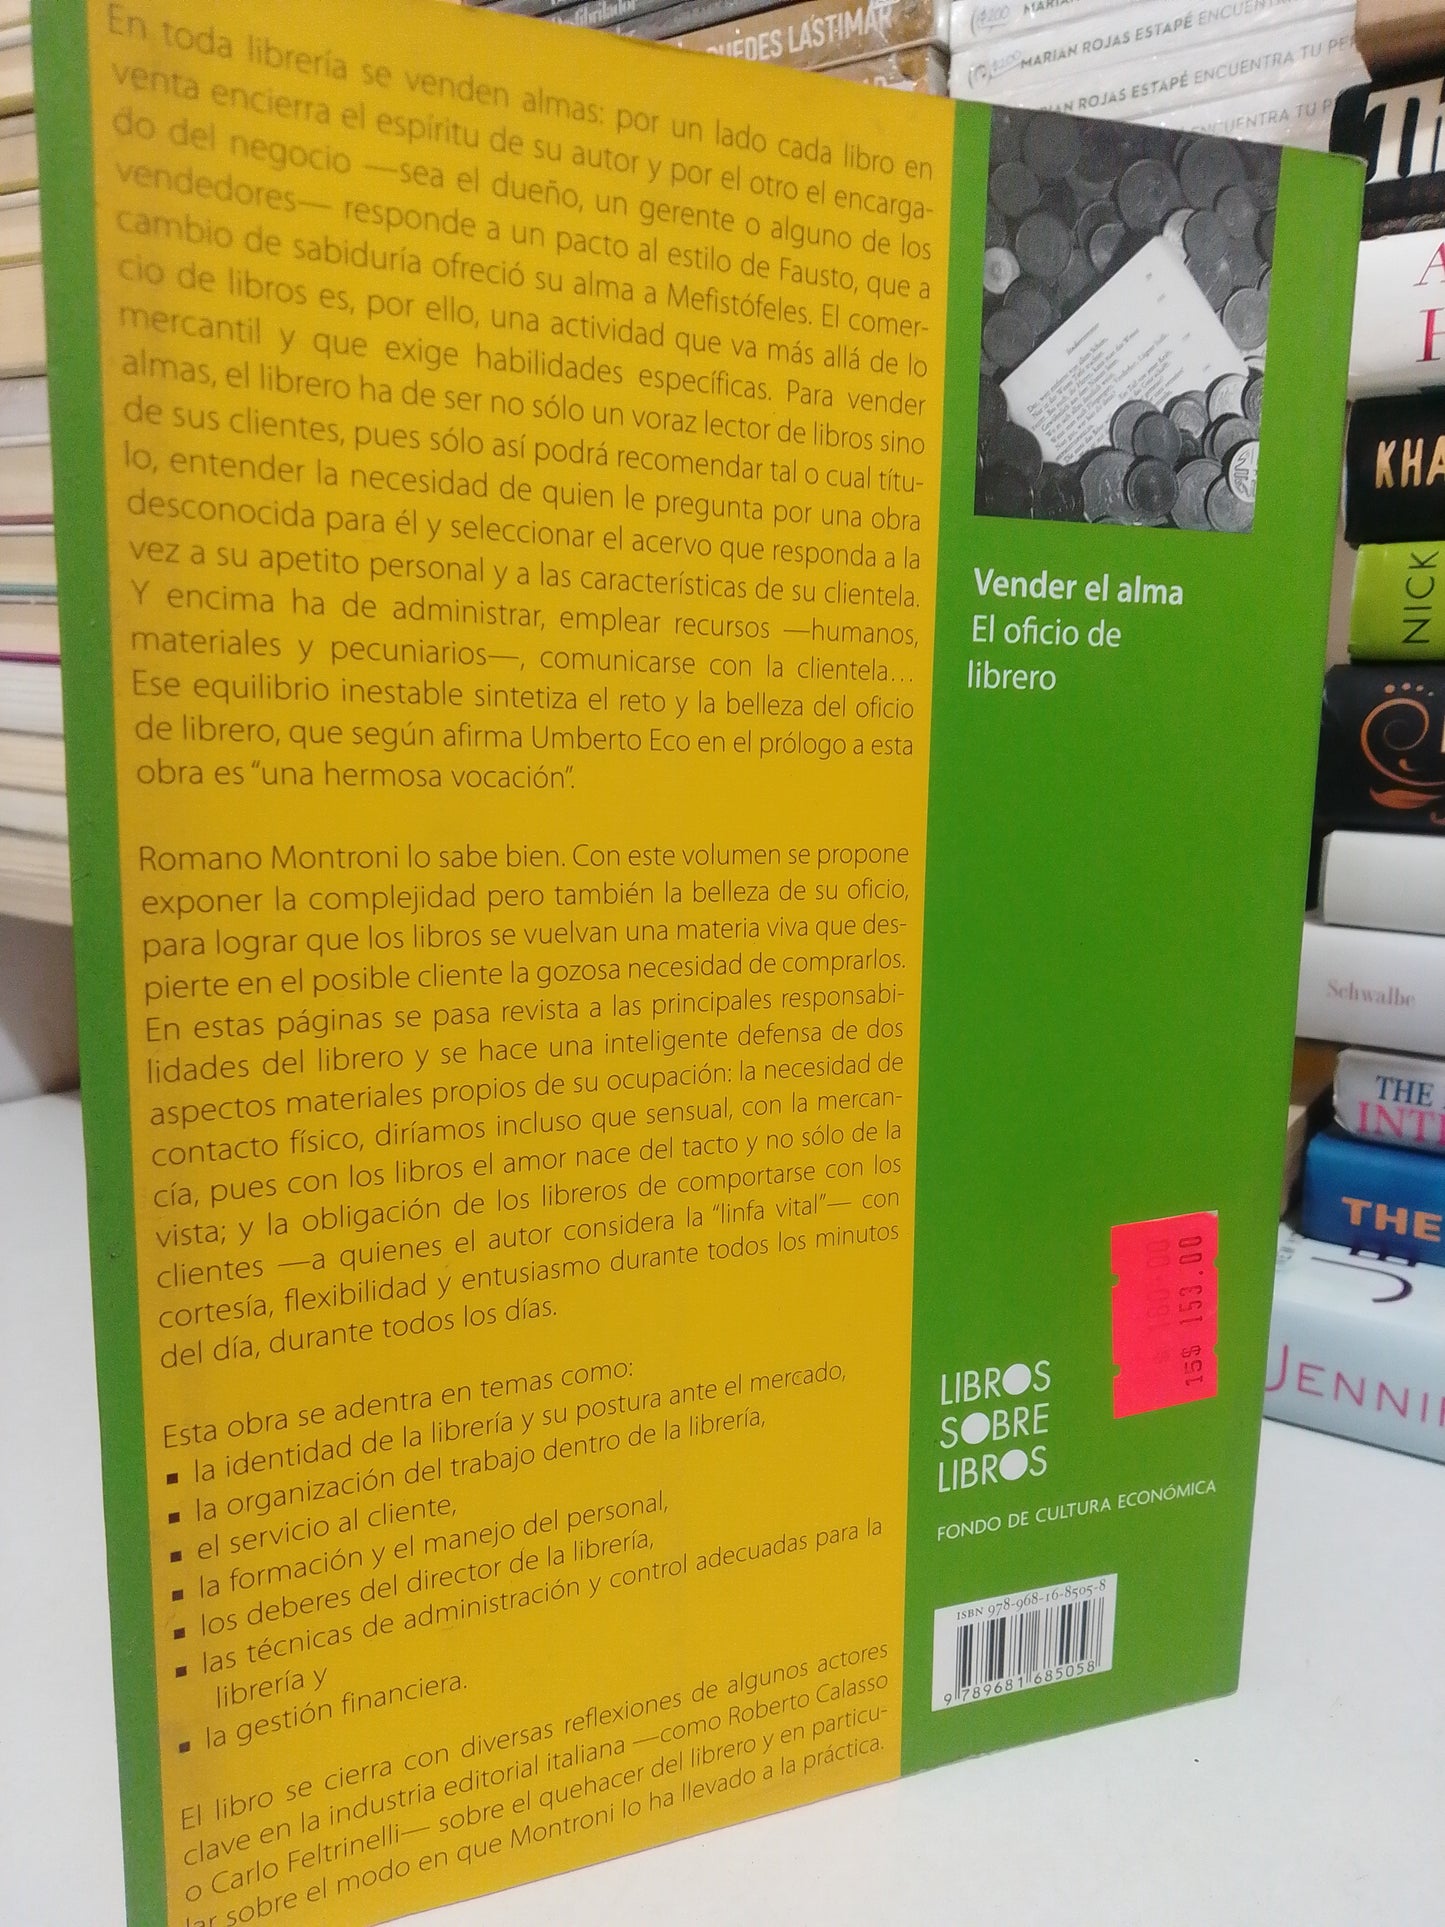 En toda librería se venden almas: por un lado cada libro en
venta encierra el espíritu de su autor y por el otro el encarga-
do del negocio —sea el dueño, un gerente o alguno de los
vendedores— responde a un pacto al estilo de Fausto, que a
cambio de sabiduría ofreció su alma a Mefistófeles. El comer-
cio de libros es, por ello, una actividad que va más allá de lo
mercantil y que exige habilidades específicas. Para vender
almas, el librero ha de ser no sólo un voraz lector de libros sino
de sus clientes, pues sólo así podrá recomendar tal o cual títu-
lo, entender la necesidad de quien le pregunta por una obra
desconocida para él y seleccionar el acervo que responda a la
vez a su apetito personal y a las características de su clientela.
Y encima ha de administrar, emplear recursos —humanos,
materiales y pecuniarios—, comunicarse con la clientela...
Ese equilibrio inestable sintetiza el reto y la belleza del oficio
de librero, que según afirma Umberto Eco en el prólogo a esta
obra es “una hermosa vocación”.
Romano Montroni lo sabe bien. Con este volumen se propone
exponer la complejidad pero también la belleza de su oficio,
para lograr que los libros se vuelvan una materia viva que des-
pierte en el posible cliente la gozosa necesidad de comprarlos.
En estas páginas se pasa revista a las principales responsabi-
lidades del librero y se hace una inteligente defensa de dos
aspectos materiales propios de su ocupación: la necesidad de
contacto físico, diríamos incluso que sensual, con la mercan-
cía, pues con los libros el amor nace del tacto y no sólo de la
vista; y la obligación de los libreros de comportarse con los
clientes —a quienes el autor considera la “linfa vital”— con
cortesía, flexibilidad y entusiasmo durante todos los minutos
del día, durante todos los días.
Esta obra se adentra en temas como:
▪ la identidad de la librería y su postura ante el mercado,
▪ la organización del trabajo dentro de la librería,
▪ el servicio al cliente,
▪ la formación y el manejo del personal,
▪ los deberes del director de la librería,
▪ las técnicas de administración y control adecuadas para la
librería y
▪ la gestión financiera.
El libro se cierra con diversas reflexiones de algunos actores
clave en la industria editorial italiana —como Roberto Calasso
o Carlo Feltrinelli— sobre el quehacer del librero y en particu-
lar sobre el modo en que Montroni lo ha llevado a la práctica.
Vender el alma
El oficio de
librero
$ 180.00
15$ 153.00
LIBROS
SOBRE
LIBROS
FONDO DE CULTURA ECONÓMICA
ISBN 978-968-16-8505-8
9 789681 685058
PUEDES LASTIMAR
$200
MARIAN ROJAS ESTAPÉ ENCUENTRA TU PE
ROJAS ESTAPÉ ENCUENTRA TU P
KHA
NICK
Schwalbe
THE
INT
THE
JENNI